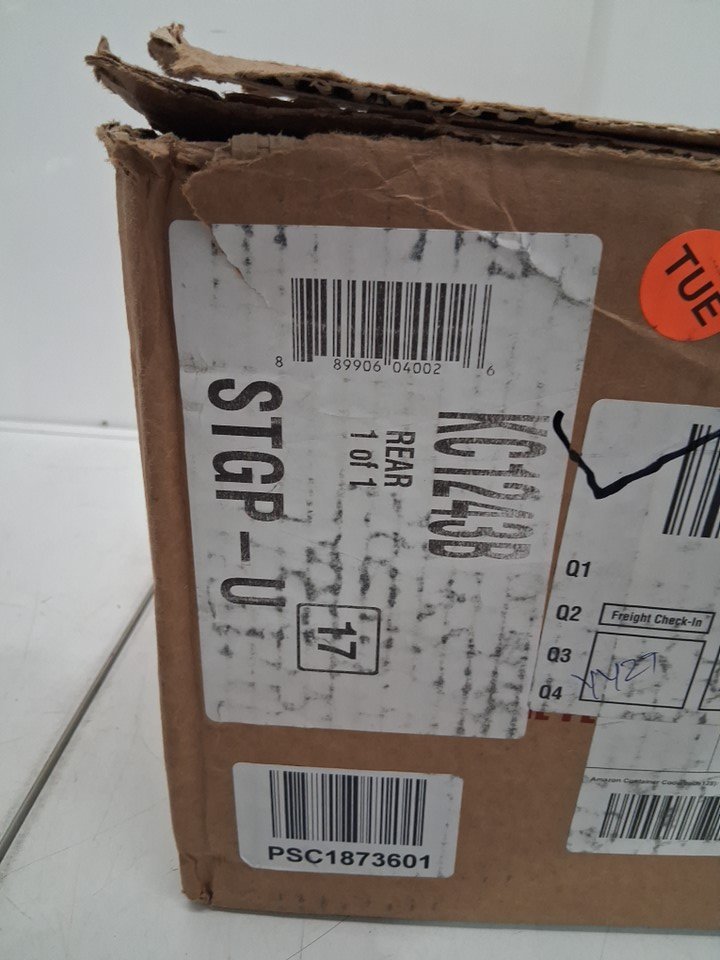 8 89906 04002 6
TUE
KC1243B
REAR
1 of 1
STGP-U
17
Q1
Q2 Freight Check-In
Q3
Q4
PSC1873601